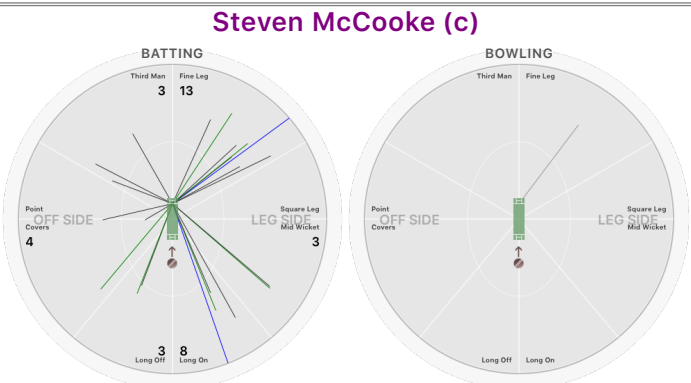 Steven McCooke (c)
BATTING
Third Man Fine Leg
3 13
Point
OFF SIDE
Covers
4
Square Leg
LEG SIDE
Mid Wicket
3
3 8
Long Off Long On
BOWLING
Third Man Fine Leg
Point
OFF SIDE
Covers
Square Leg
LEG SIDE
Mid Wicket
Long Off Long On